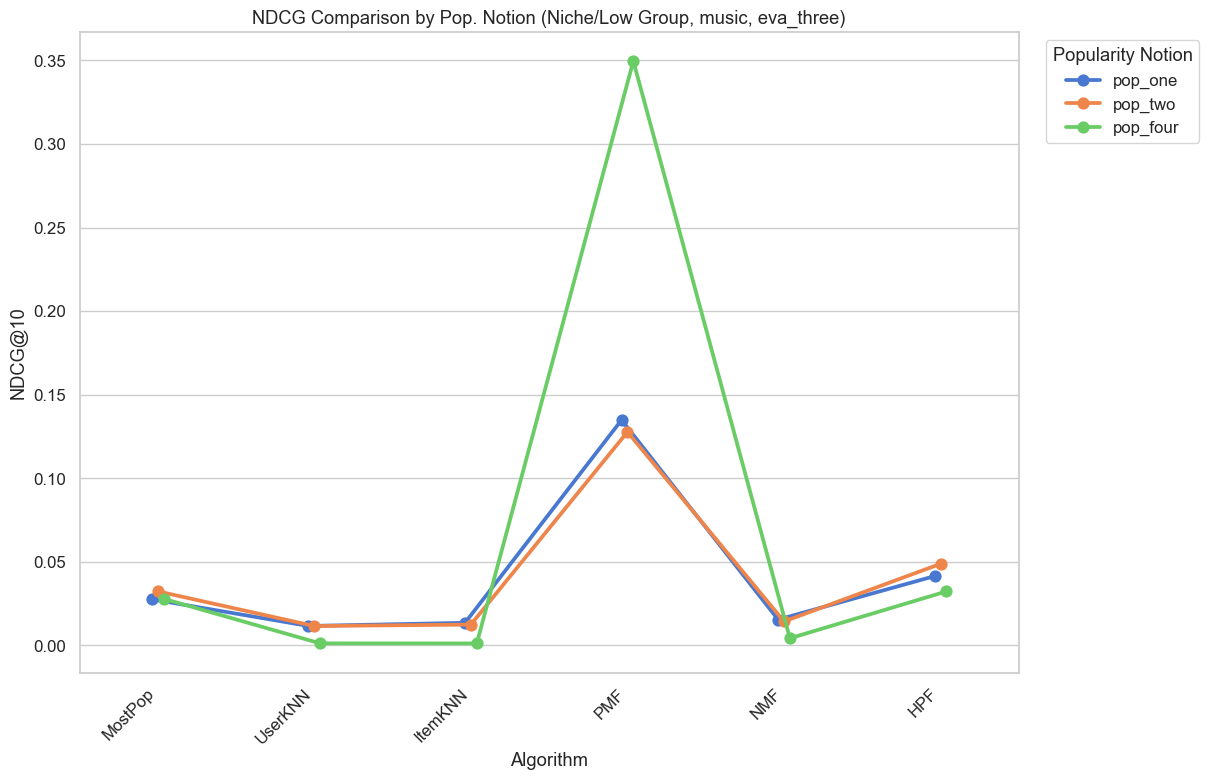 NDCG Comparison by Pop. Notion (Niche/Low Group, music, eva_three)
Popularity Notion
pop_one
pop_two
pop_four
NDCG@10
0.35
0.30
0.25
0.20
0.15
0.10
0.05
0.00
MostPop
UserKNN
ItemKNN
PMF
NMF
HPF
Algorithm